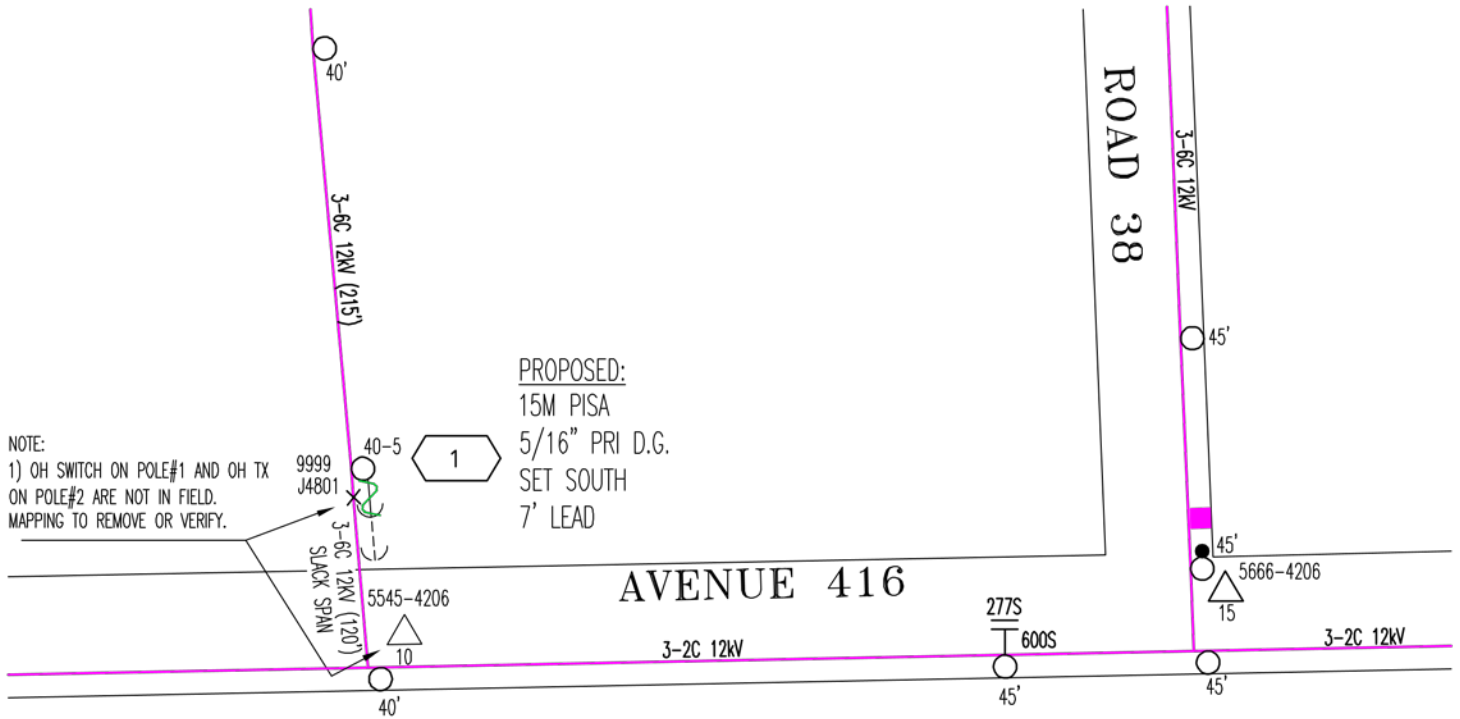 40'
3-6C 12kV (215')
ROAD 38
3-6C 12kV
45'
PROPOSED:
15M PISA
5/16" PRI D.G.
SET SOUTH
7' LEAD
1
40-5
9999
J4801
NOTE:
1) OH SWITCH ON POLE#1 AND OH TX
ON POLE#2 ARE NOT IN FIELD.
MAPPING TO REMOVE OR VERIFY.
3-6C 12KV (120')
SLACK SPAN
5545-4206
10
40'
AVENUE 416
3-2C 12kV
277S
600S
45'
45'
5666-4206
15
45'
3-2C 12kV